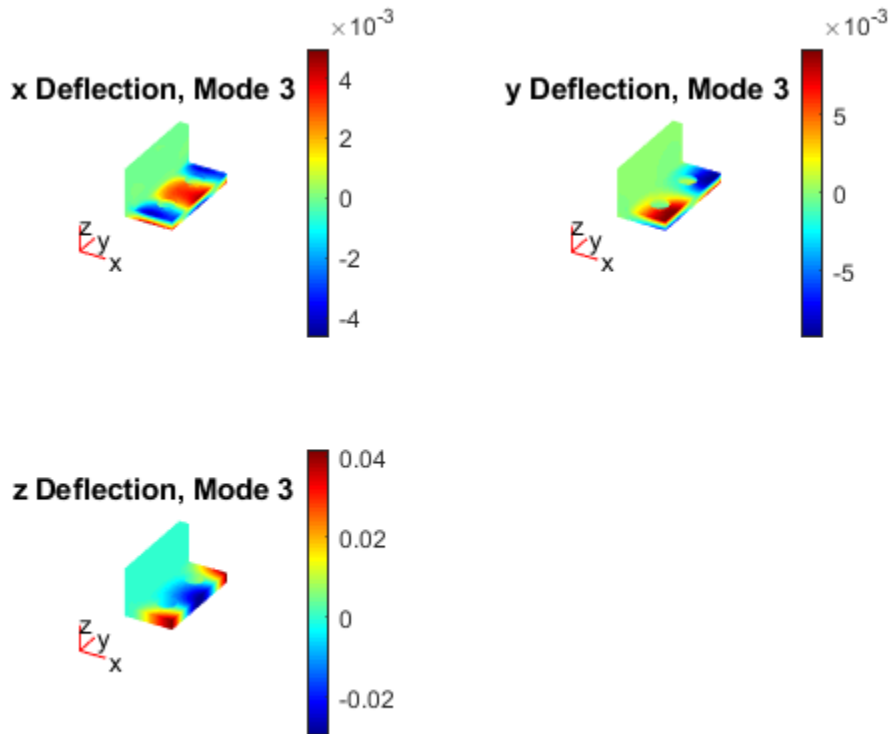 ×10⁻³
x Deflection, Mode 3
4
2
0
-2
-4
z
y
x
×10⁻³
y Deflection, Mode 3
5
0
-5
z
y
x
z Deflection, Mode 3
0.04
0.02
0
-0.02
z
y
x